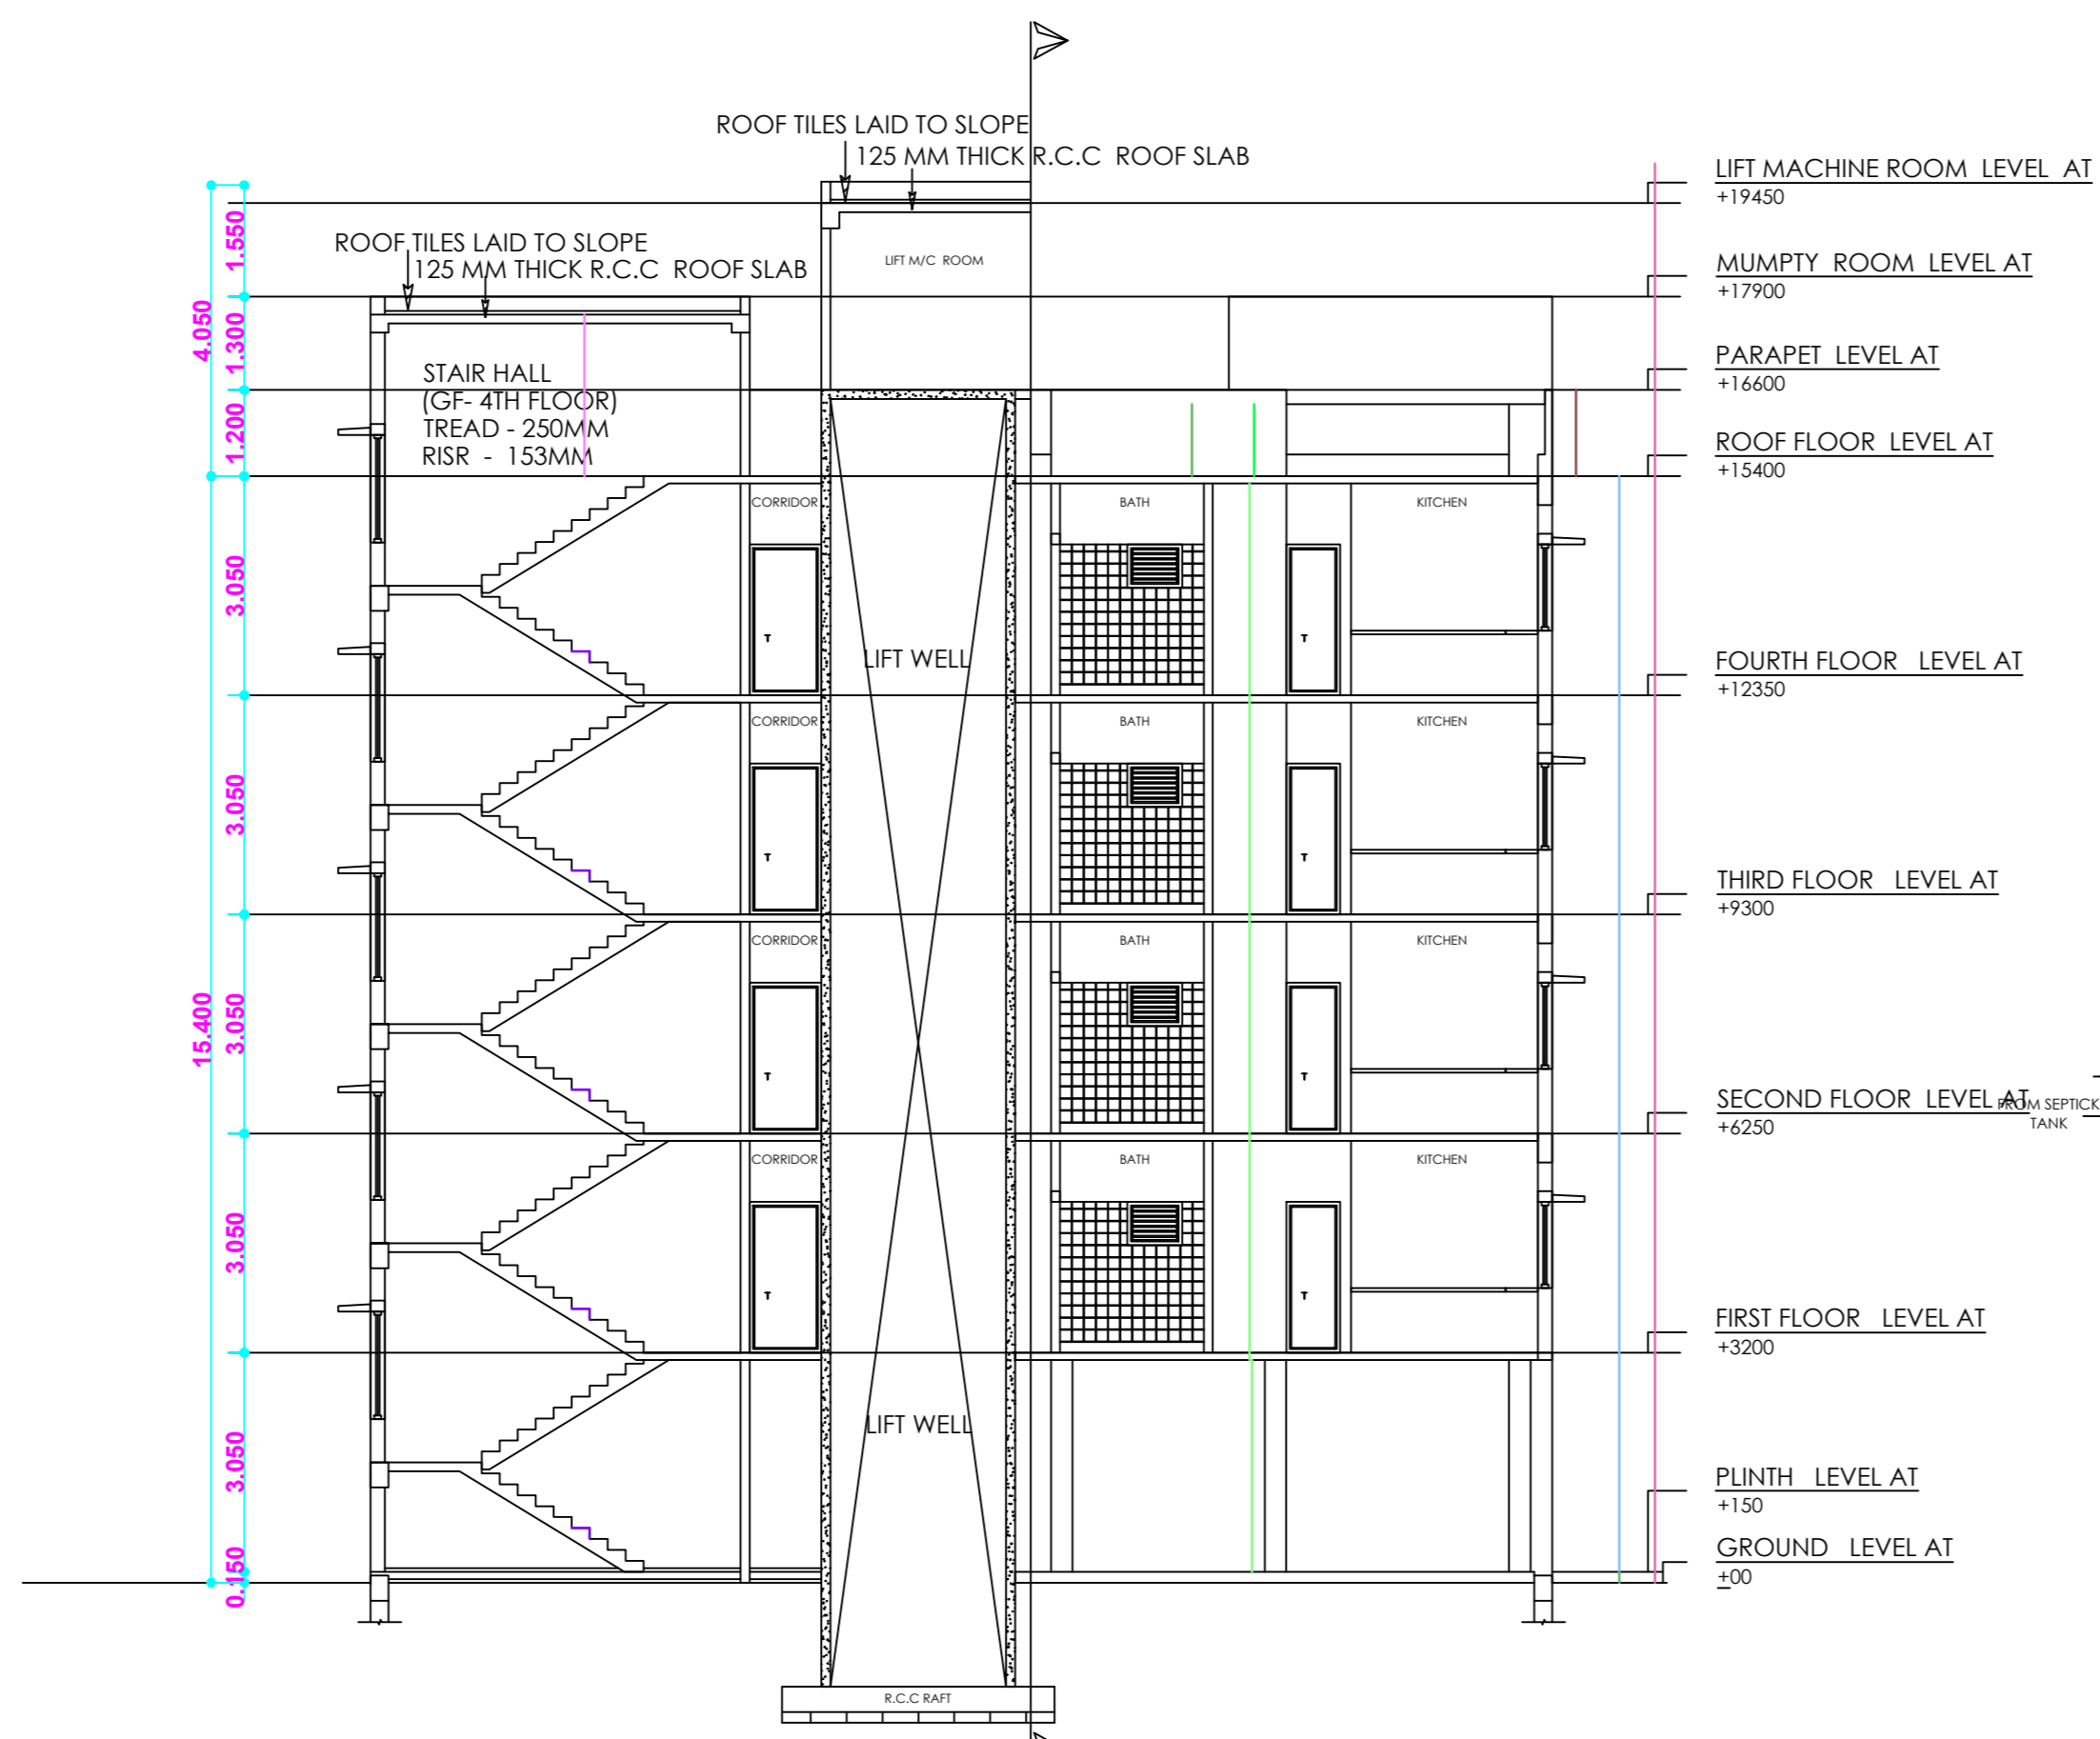 ROOF TILES LAID TO SLOPE
125 MM THICK R.C.C  ROOF SLAB
LIFT MACHINE ROOM  LEVEL  AT
+19450
1.550
ROOF TILES LAID TO SLOPE
125 MM THICK R.C.C  ROOF SLAB
LIFT M/C  ROOM
MUMPTY  ROOM  LEVEL AT
+17900
4.050
1.300
PARAPET  LEVEL AT
+16600
STAIR HALL
(GF- 4TH FLOOR)
TREAD - 250MM
RISR  -  153MM
1.200
ROOF FLOOR  LEVEL AT
+15400
CORRIDOR
BATH
KITCHEN
3.050
LIFT WELL
FOURTH FLOOR   LEVEL AT
+12350
CORRIDOR
BATH
KITCHEN
3.050
THIRD FLOOR   LEVEL AT
+9300
CORRIDOR
BATH
KITCHEN
15.400
3.050
SECOND FLOOR  LEVEL AT
+6250
FROM SEPTICK
TANK
CORRIDOR
BATH
KITCHEN
3.050
FIRST FLOOR   LEVEL AT
+3200
LIFT WELL
3.050
PLINTH   LEVEL AT
+150
GROUND   LEVEL AT
±00
0.150
R.C.C RAFT